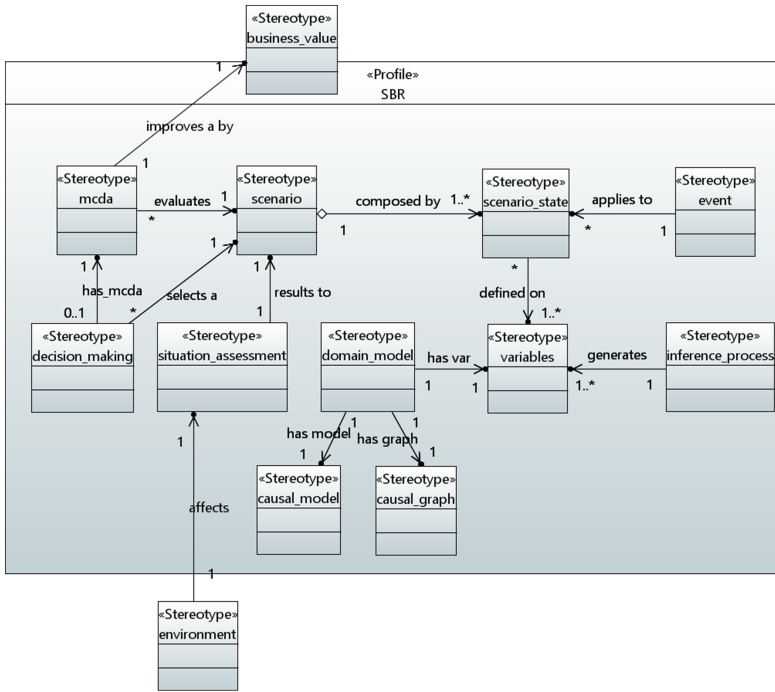 «Stereotype»
business_value
«Profile»
SBR
1
improves a by
1
«Stereotype»
mcda
evaluates
*
1
«Stereotype»
scenario
composed by
1
1..*
«Stereotype»
scenario_state
applies to
*
1
«Stereotype»
event
1
has_mcda
0..1
1
selects a
*
1
results to
1
*
defined on
1..*
«Stereotype»
decision_making
«Stereotype»
situation_assessment
«Stereotype»
domain_model
has var
1
1
«Stereotype»
variables
generates
1..*
1
«Stereotype»
inference_process
has model
1
1
has graph
1
1
«Stereotype»
causal_model
«Stereotype»
causal_graph
1
affects
1
«Stereotype»
environment